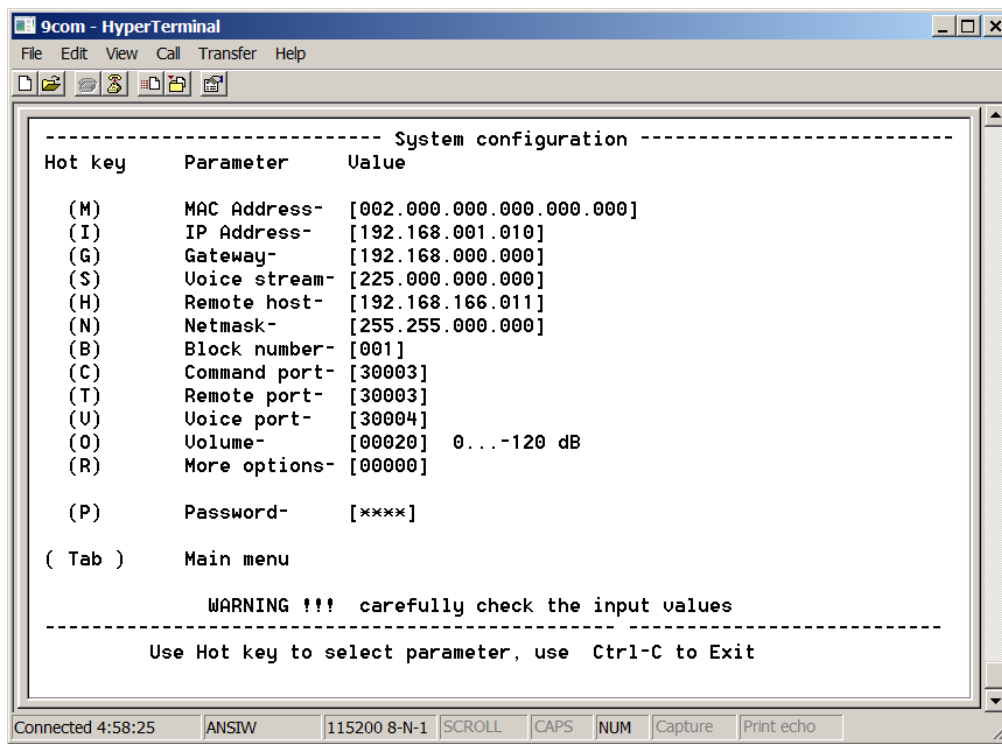 9com - HyperTerminal
File Edit View Call Transfer Help
------------------------------ System configuration ---------------------------
Hot key Parameter Value
(M) MAC Address- [002.000.000.000.000.000]
(I) IP Address- [192.168.001.010]
(G) Gateway- [192.168.000.000]
(S) Voice stream- [225.000.000.000]
(H) Remote host- [192.168.166.011]
(N) Netmask- [255.255.000.000]
(B) Block number- [001]
(C) Command port- [30003]
(T) Remote port- [30003]
(V) Voice port- [30004]
(O) Volume- [00020] 0...-120 dB
(R) More options- [00000]
(P) Password- [****]
( Tab ) Main menu
WARNING !!! carefully check the input values
------------------------------------------------- ---------------------------
Use Hot key to select parameter, use Ctrl-C to Exit
Connected 4:58:25 ANSIW 115200 8-N-1 SCROLL CAPS NUM Capture Print echo